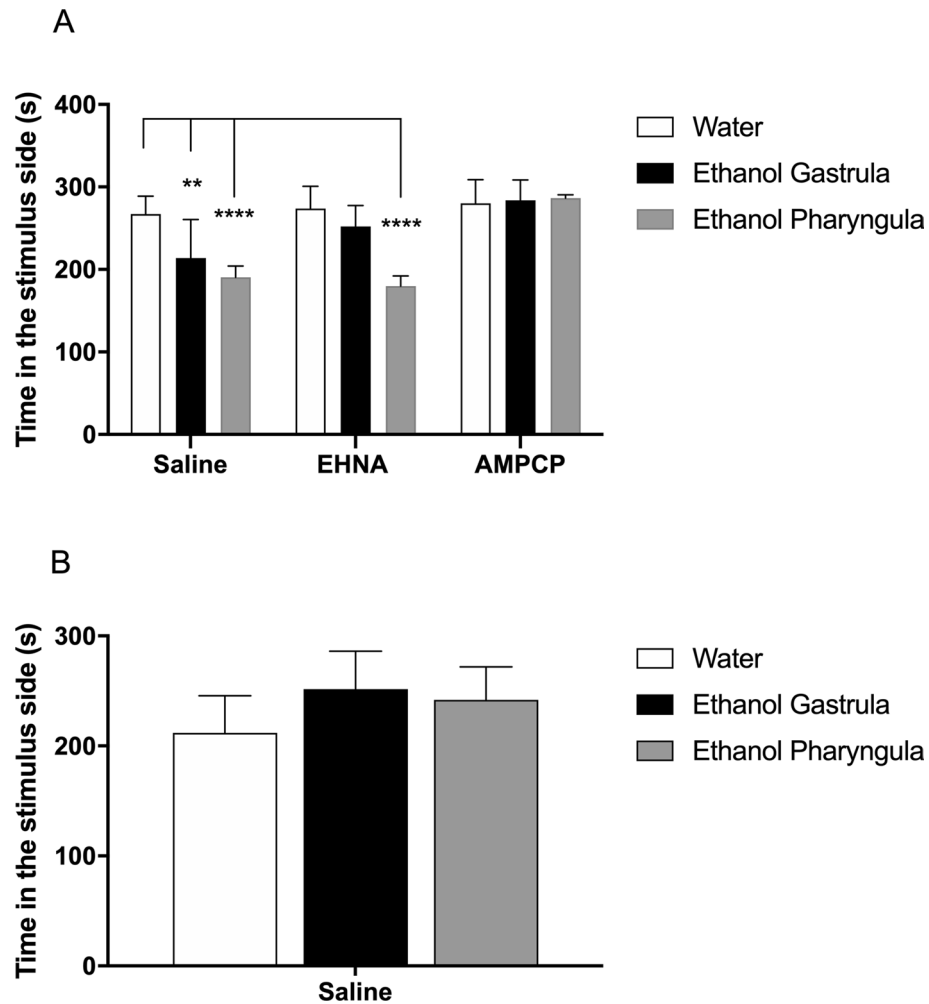 A
Time in the stimulus side (s)
400
300
200
100
0
**
****
****
Saline
EHNA
AMPCP
Water
Ethanol Gastrula
Ethanol Pharyngula
B
Time in the stimulus side (s)
300
200
100
0
Saline
Water
Ethanol Gastrula
Ethanol Pharyngula